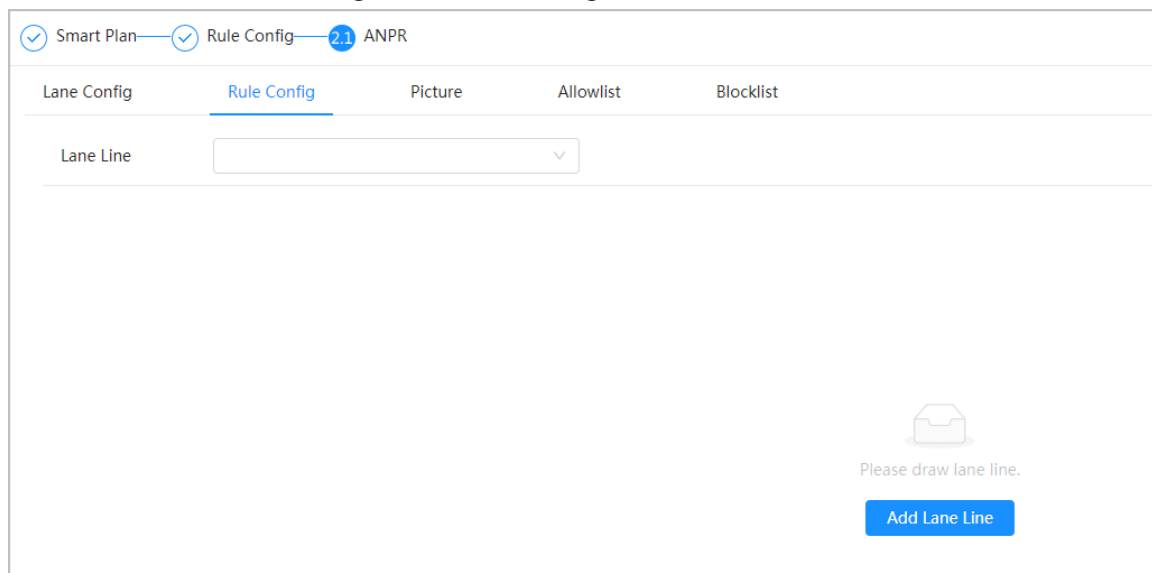 Smart Plan Rule Config 2.1 ANPR
Lane Config Rule Config Picture Allowlist Blocklist
Lane Line
Please draw lane line.
Add Lane Line